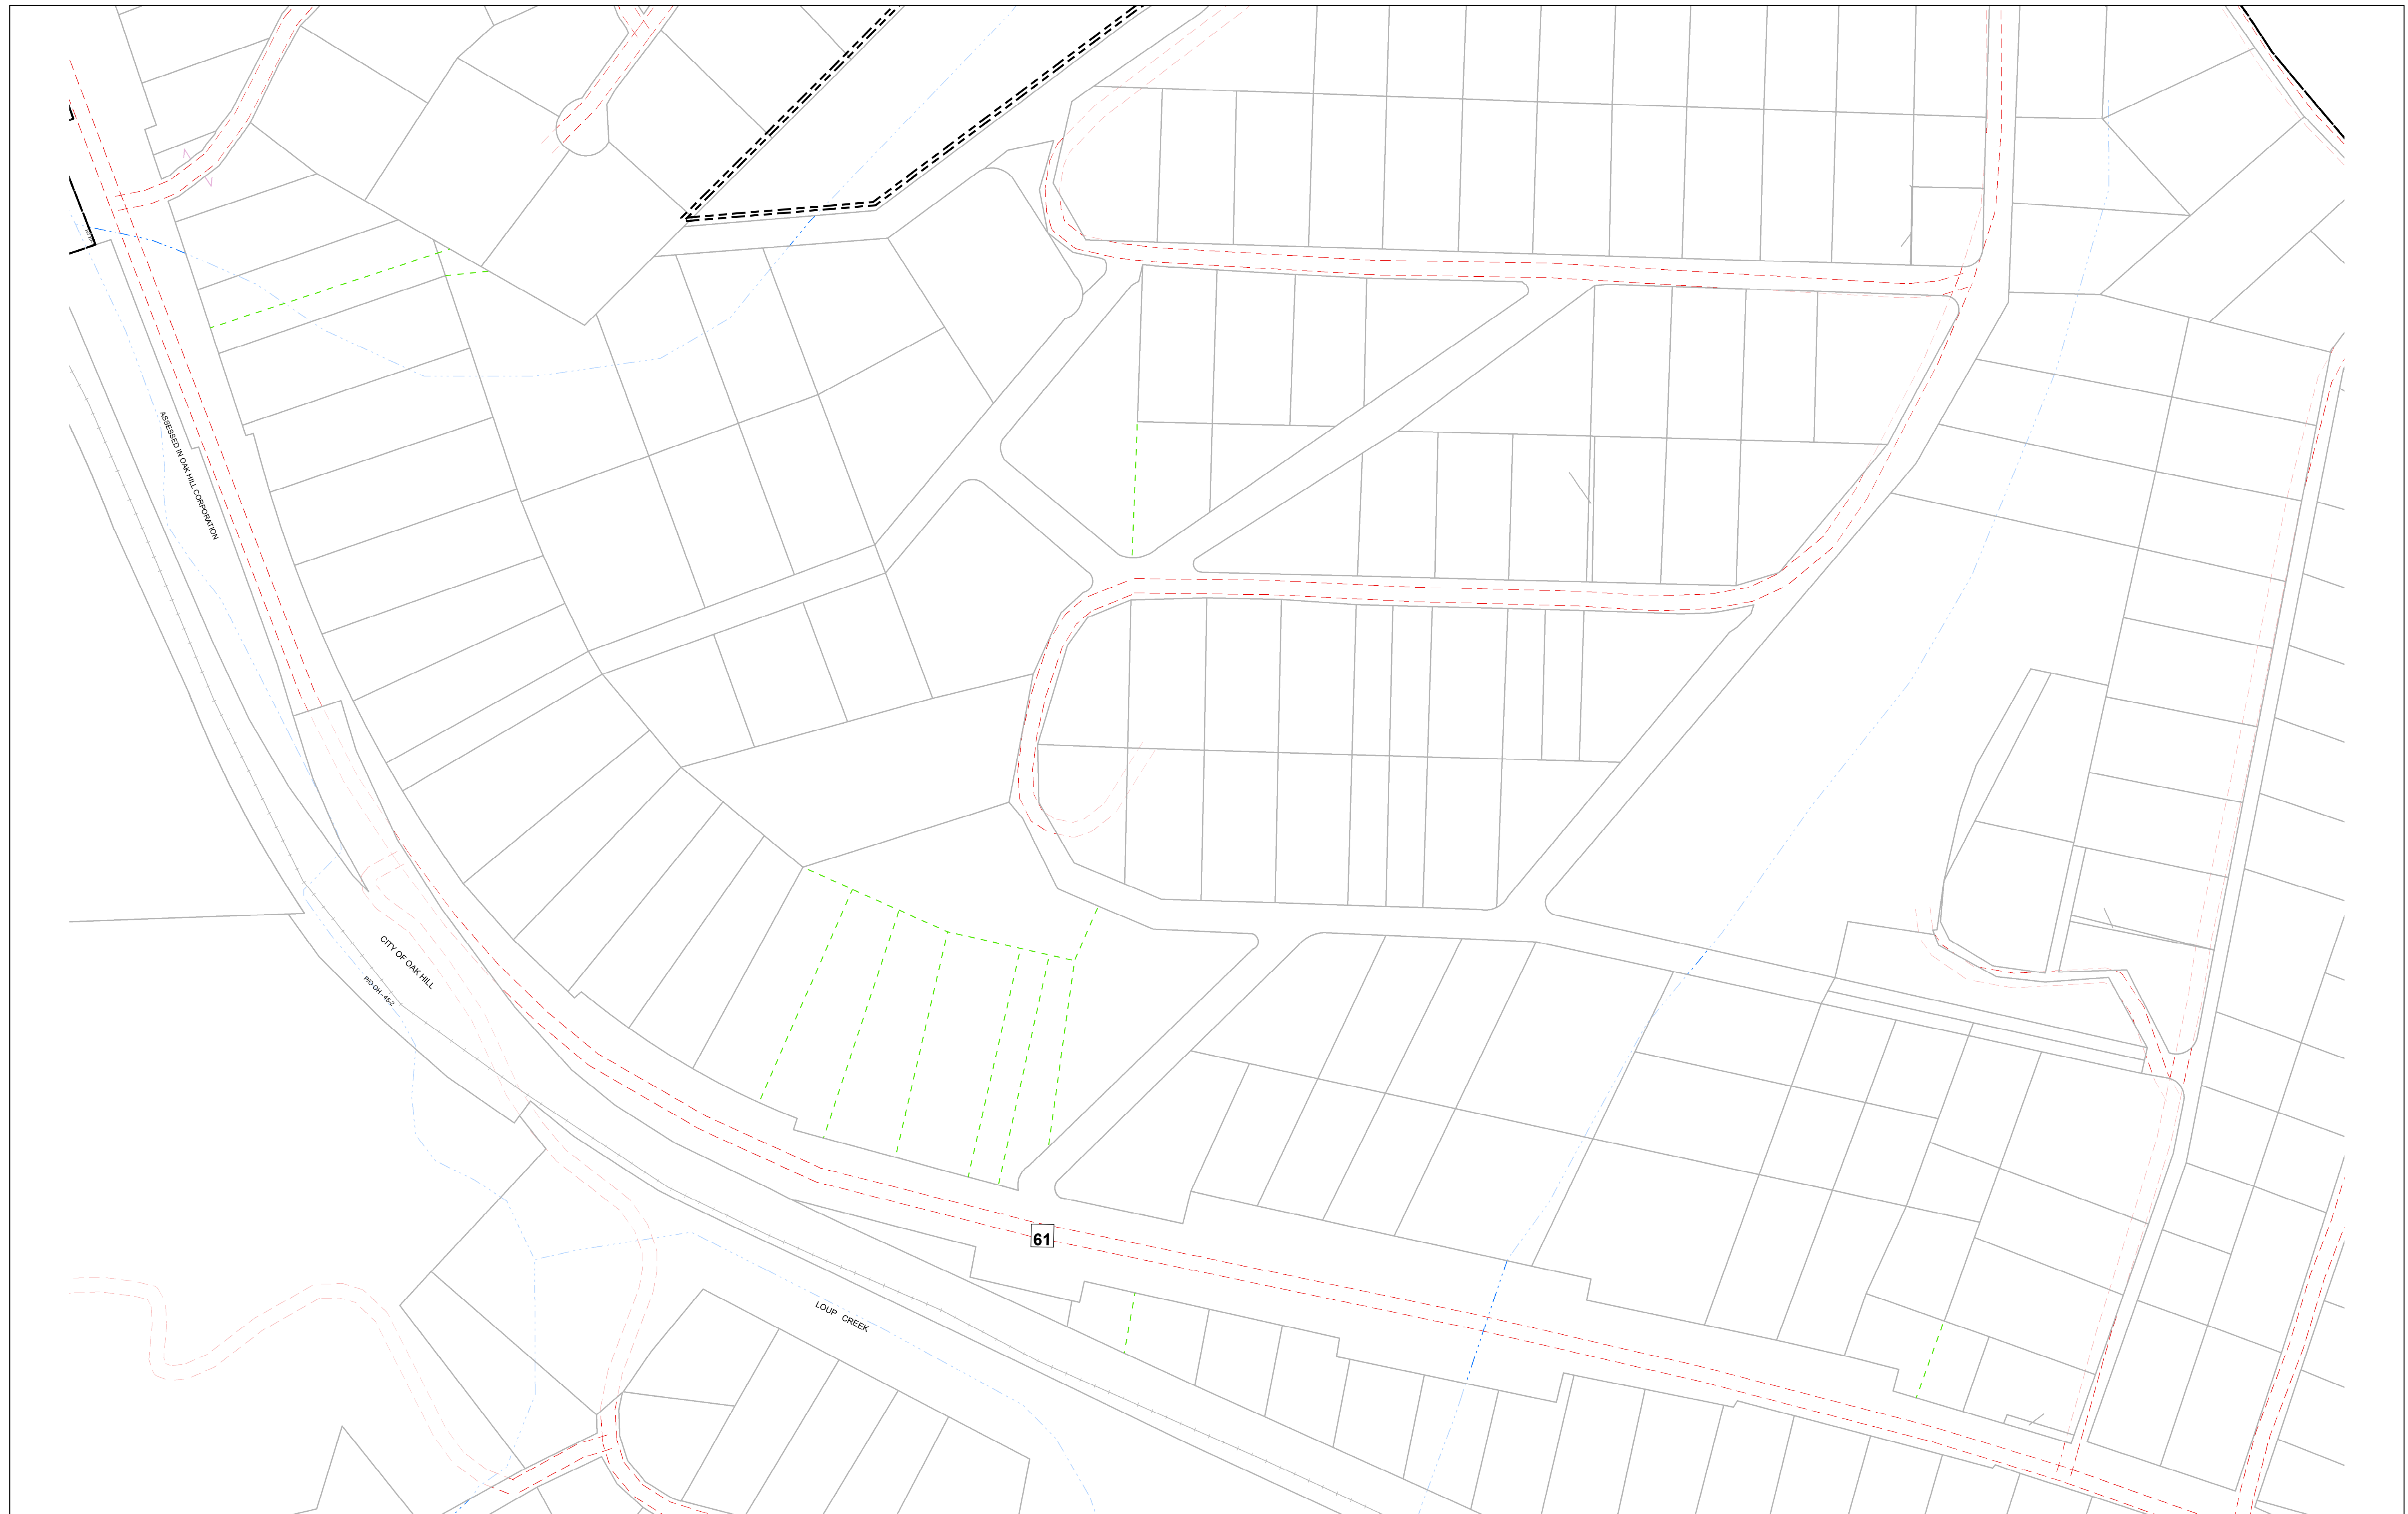 ASSESSED IN OAK HILL CORPORATION
CITY OF OAK HILL
P/O OH - 45-2
61
LOUP CREEK